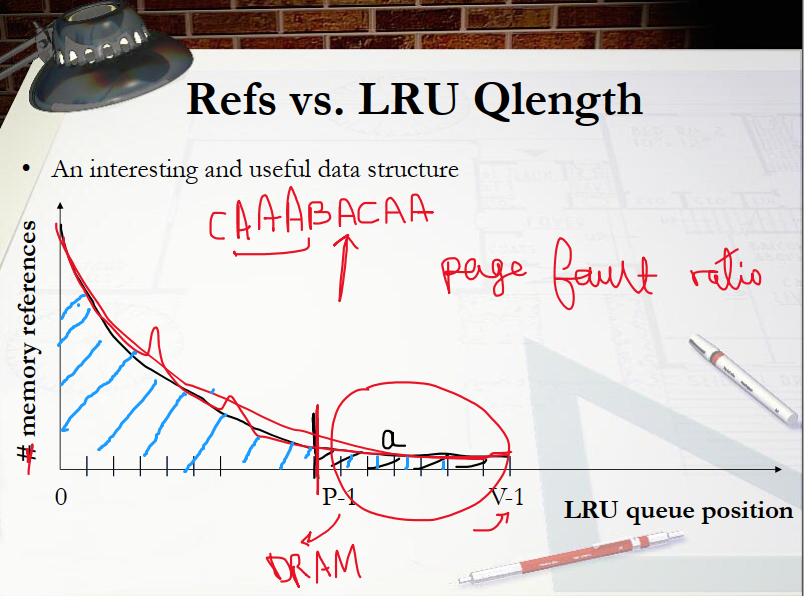 Refs vs. LRU Qlength
• An interesting and useful data structure
CAAABACAA
page fault ratio
# memory references
a
0 P-1 V-1
LRU queue position
DRAM